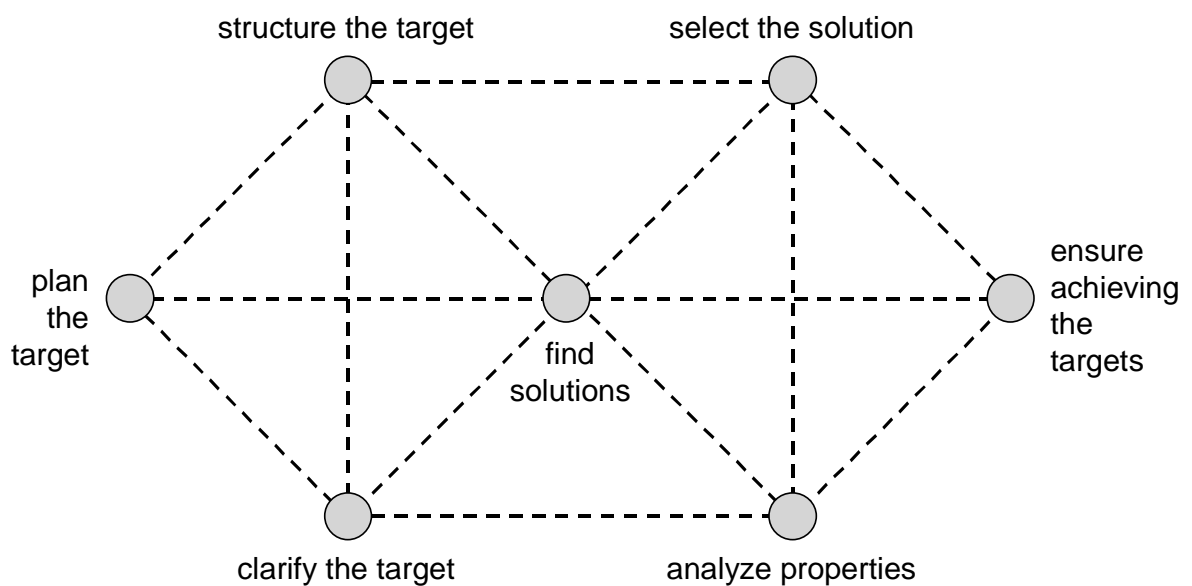 structure the target
select the solution
plan
the
target
find
solutions
ensure
achieving
the
targets
clarify the target
analyze properties